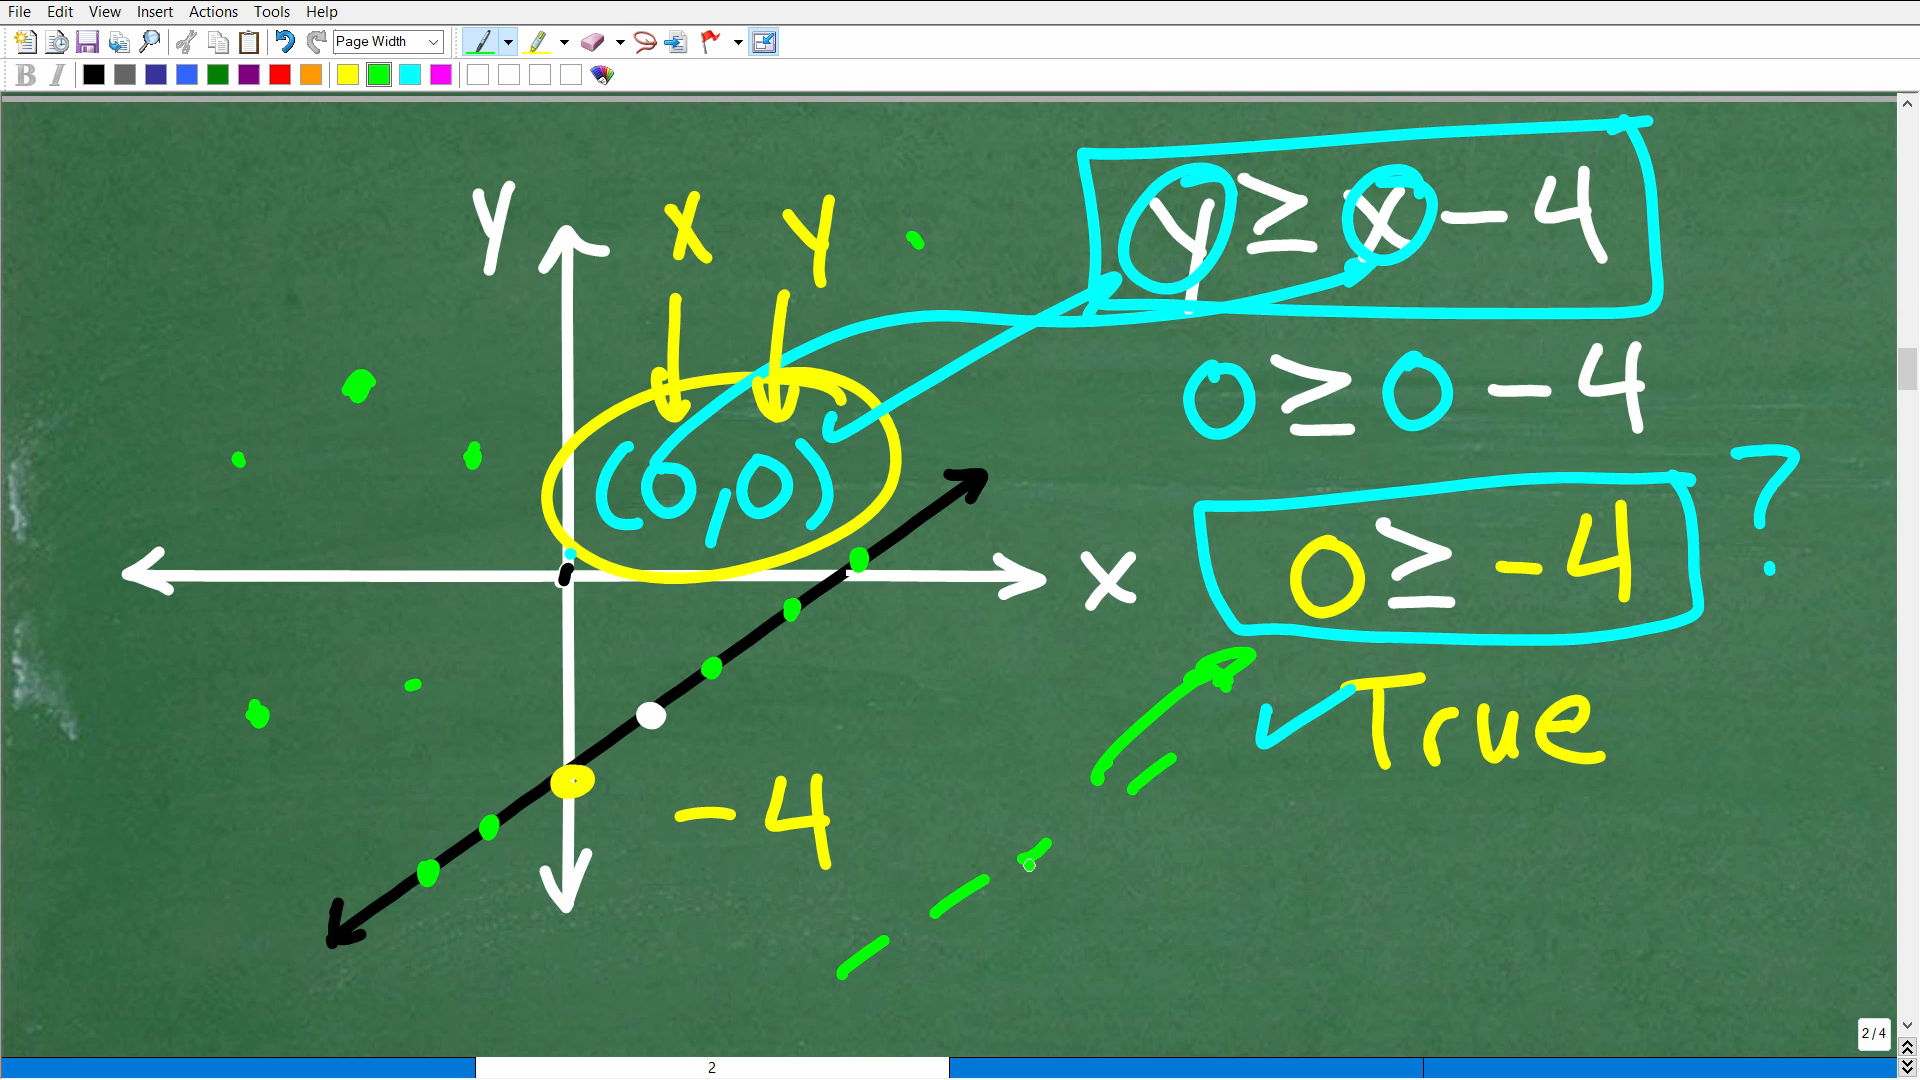 File Edit View Insert Actions Tools Help
Page Width
B I
y x y
y ≥ x - 4
0 ≥ 0 - 4
(0,0)
?
x
0 ≥ -4
True
-4
2 / 4
2